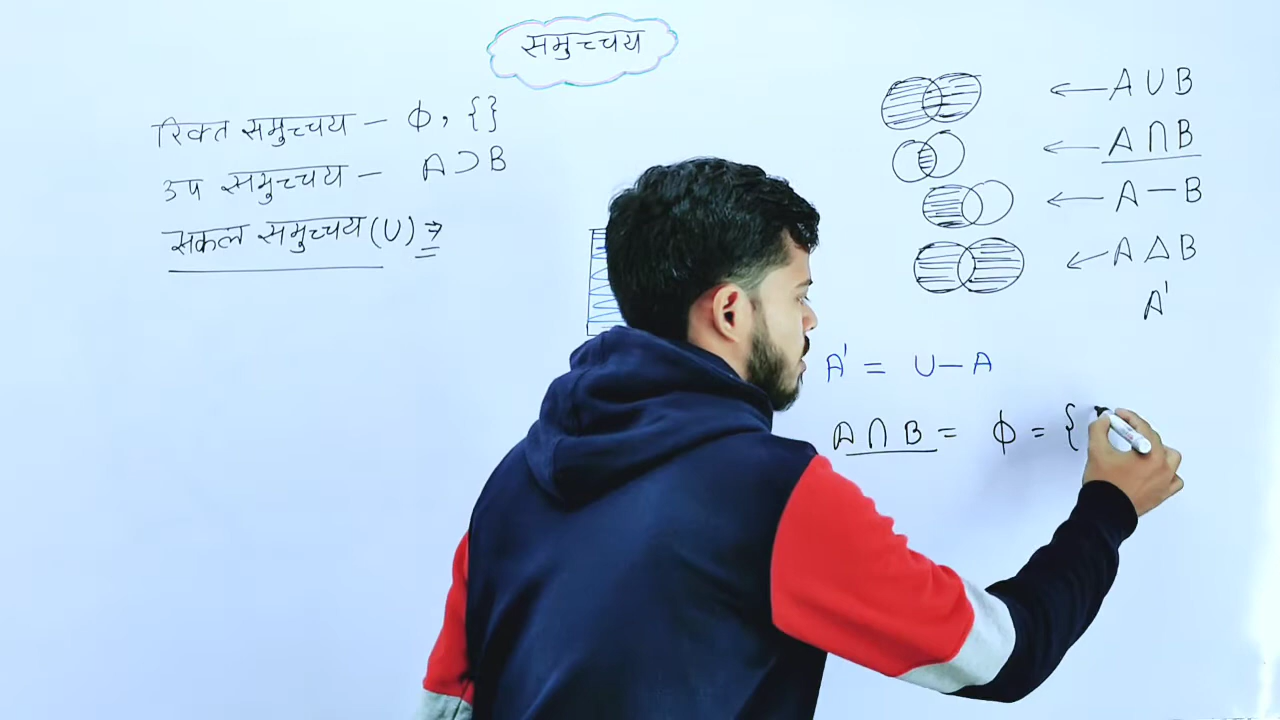 समुच्चय
रिक्त समुच्चय – ϕ, {}
उप समुच्चय – A⊃B
सकल समुच्चय (U) ⇒
← A∪B
← A∩B
← A–B
← A∆B
A'
A' = U–A
A∩B = ϕ = {